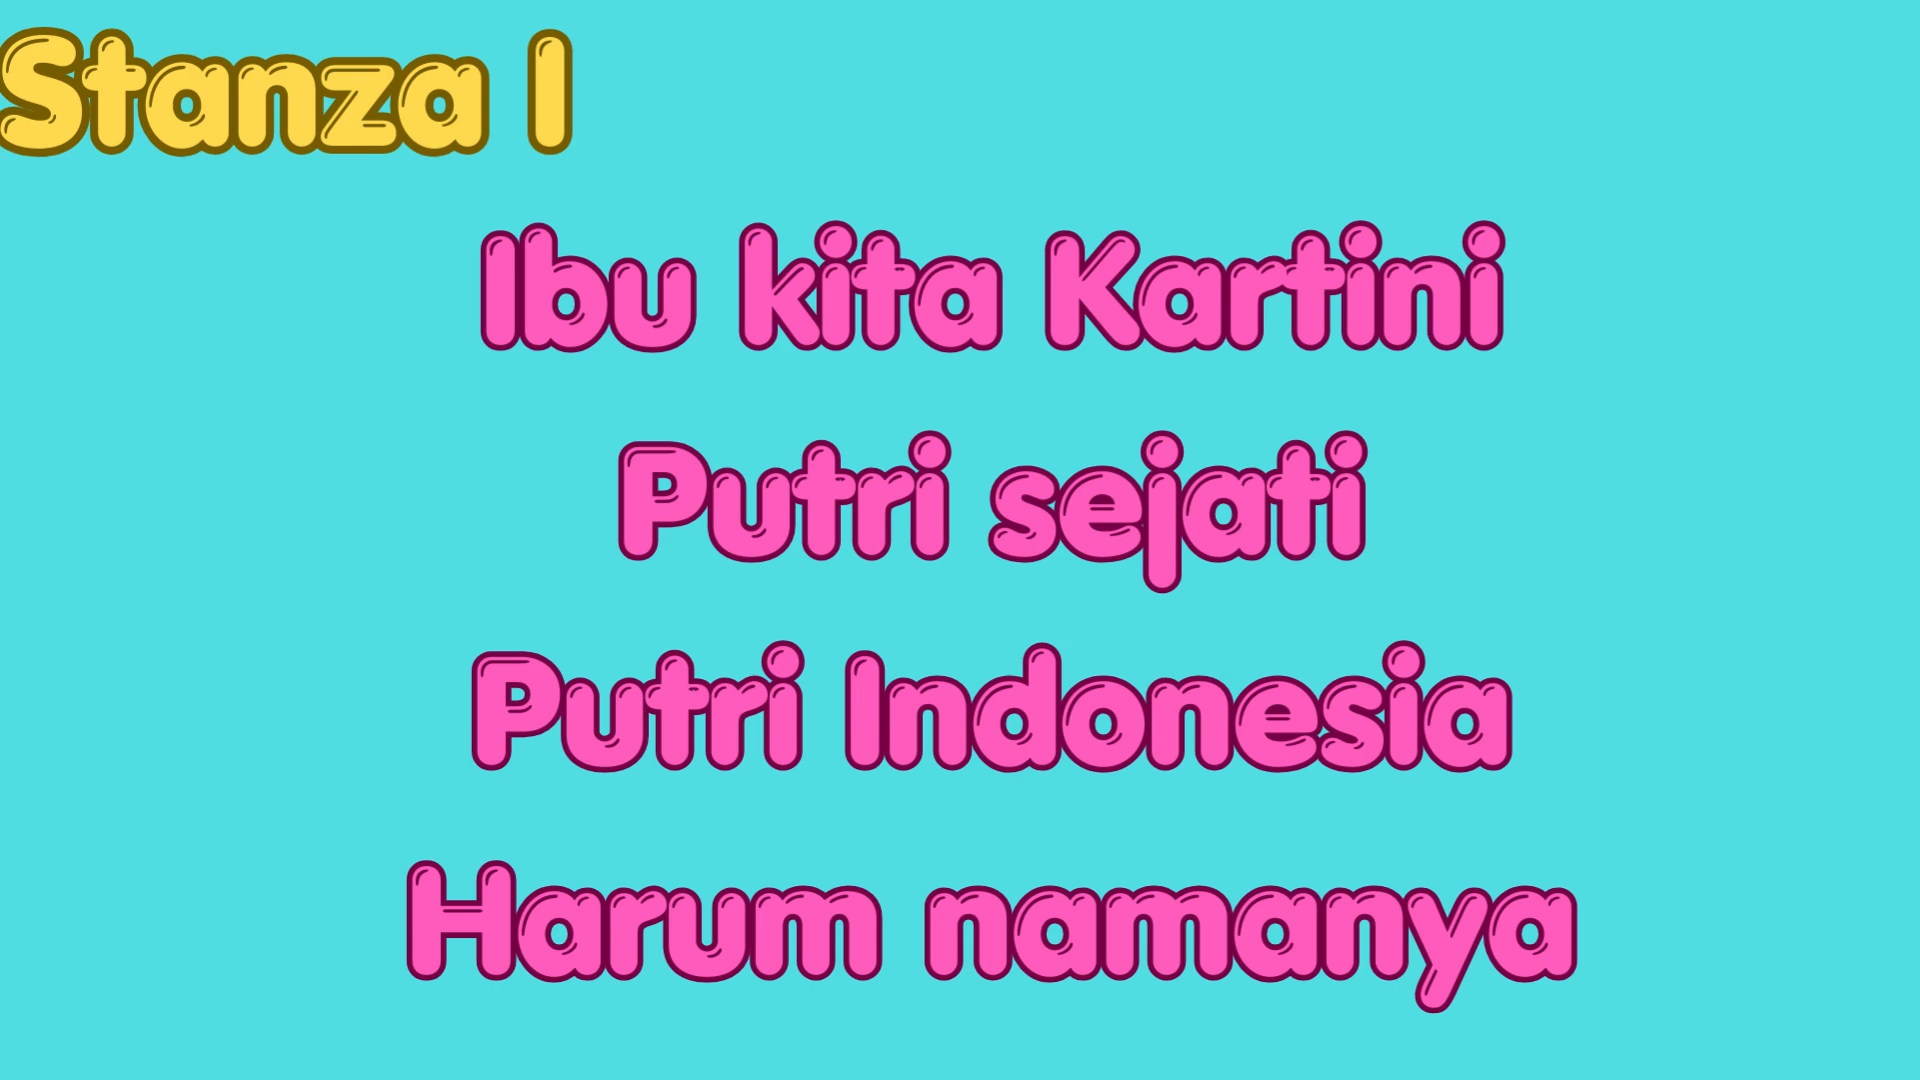 Stanza I
Ibu kita Kartini
Putri sejati
Putri Indonesia
Harum namanya